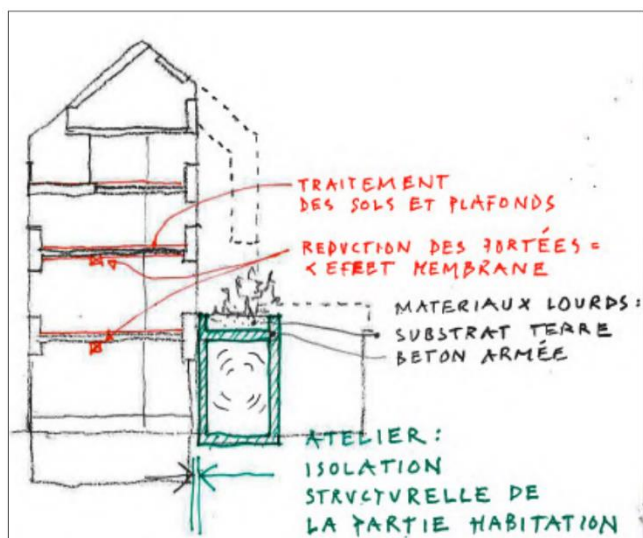 TRAITEMENT
DES SOLS ET PLAFONDS
REDUCTION DES PORTÉES =
< EFFET MEMBRANE
MATERIAUX LOURDS:
SUBSTRAT TERRE
BETON ARMÉE
ATELIER:
ISOLATION
STRUCTURELLE DE
LA PARTIE HABITATION